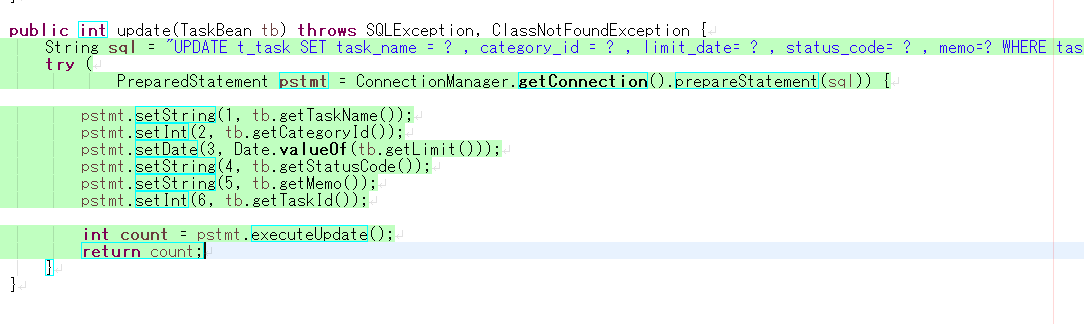 public int update(TaskBean tb) throws SQLException, ClassNotFoundException {
String sql = "UPDATE t_task SET task_name = ? , category_id = ? , limit_date= ? , status_code= ? , memo=? WHERE tas
try (
PreparedStatement pstmt = ConnectionManager.getConnection().prepareStatement(sql)) {
pstmt.setString(1, tb.getTaskName());
pstmt.setInt(2, tb.getCategoryId());
pstmt.setDate(3, Date.valueOf(tb.getLimit()));
pstmt.setString(4, tb.getStatusCode());
pstmt.setString(5, tb.getMemo());
pstmt.setInt(6, tb.getTaskId());
int count = pstmt.executeUpdate();
return count;
}
}